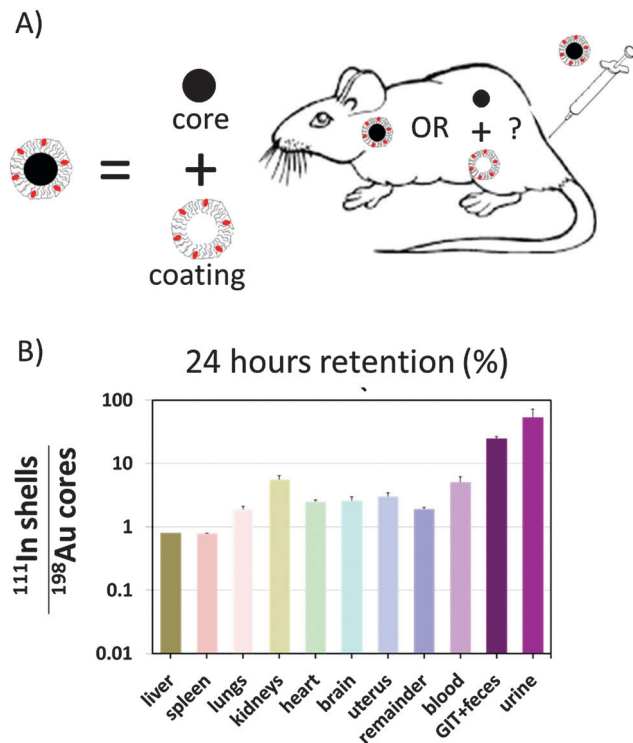 A)
core
=
+
coating
OR
+
?
B)
24 hours retention (%)
111In shells
198Au cores
100
10
1
0.1
0.01
liver
spleen
lungs
kidneys
heart
brain
uterus
remainder
blood
GIT+feces
urine